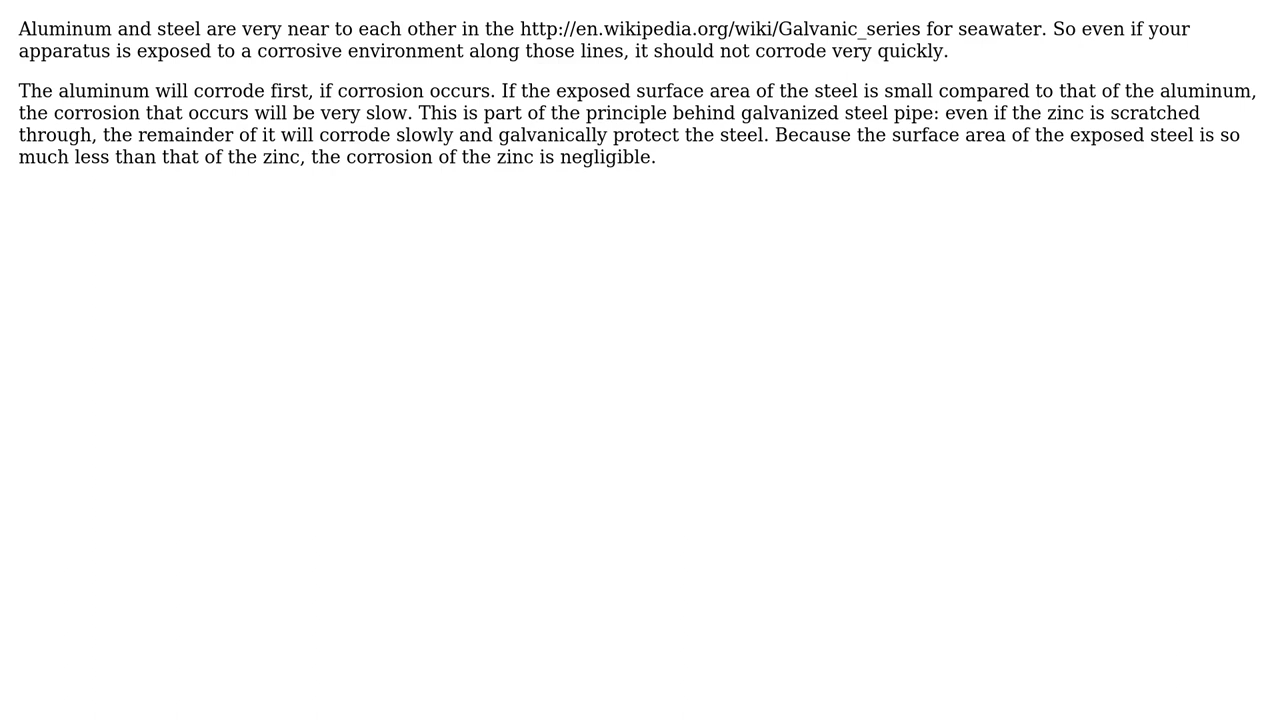 Aluminum and steel are very near to each other in the http://en.wikipedia.org/wiki/Galvanic_series for seawater. So even if your
apparatus is exposed to a corrosive environment along those lines, it should not corrode very quickly.
The aluminum will corrode first, if corrosion occurs. If the exposed surface area of the steel is small compared to that of the aluminum,
the corrosion that occurs will be very slow. This is part of the principle behind galvanized steel pipe: even if the zinc is scratched
through, the remainder of it will corrode slowly and galvanically protect the steel. Because the surface area of the exposed steel is so
much less than that of the zinc, the corrosion of the zinc is negligible.